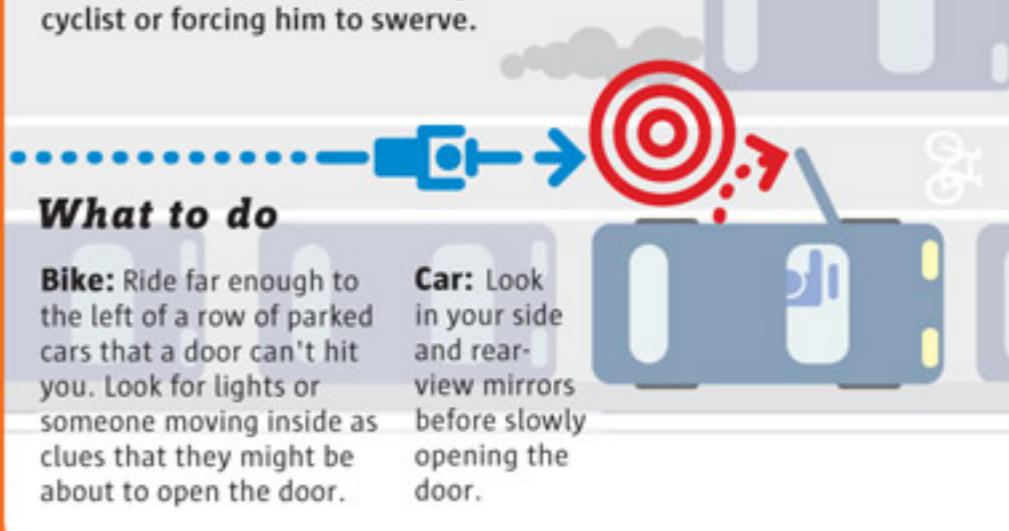 cyclist or forcing him to swerve.
What to do
Bike: Ride far enough to
the left of a row of parked
cars that a door can't hit
you. Look for lights or
someone moving inside as
clues that they might be
about to open the door.
Car: Look
in your side
and rear-
view mirrors
before slowly
opening the
door.